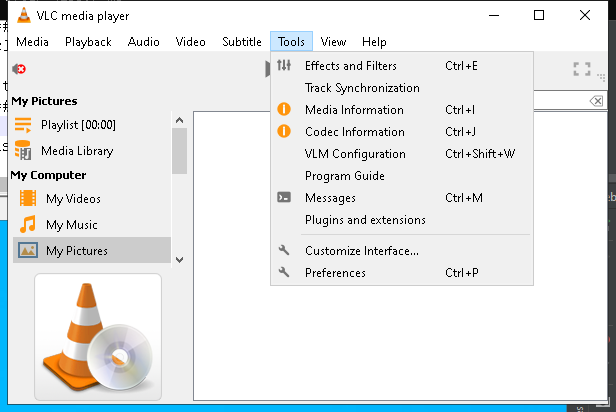 VLC media player
Media Playback Audio Video Subtitle Tools View Help
Effects and Filters Ctrl+E
Track Synchronization
Media Information Ctrl+I
Codec Information Ctrl+J
VLM Configuration Ctrl+Shift+W
Program Guide
Messages Ctrl+M
Plugins and extensions
Customize Interface...
Preferences Ctrl+P
My Pictures
Playlist [00:00]
Media Library
My Computer
My Videos
My Music
My Pictures